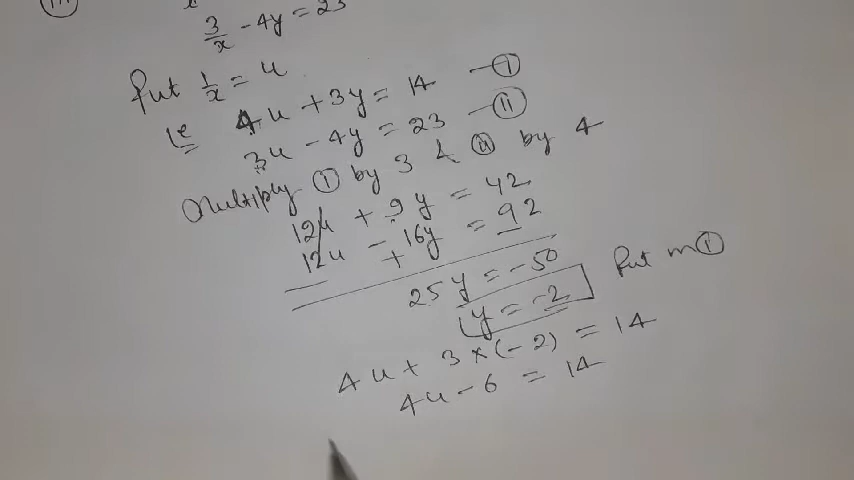 3/x - 4y = 23
Put 1/x = u
ie 4u + 3y = 14 - (I)
3u - 4y = 23 - (II)
Multiply (I) by 3 & (II) by 4
12u + 9y = 42
12u - 16y = 92
- + -
25y = -50
y = -2 Put in (I)
4u + 3 × (-2) = 14
4u - 6 = 14